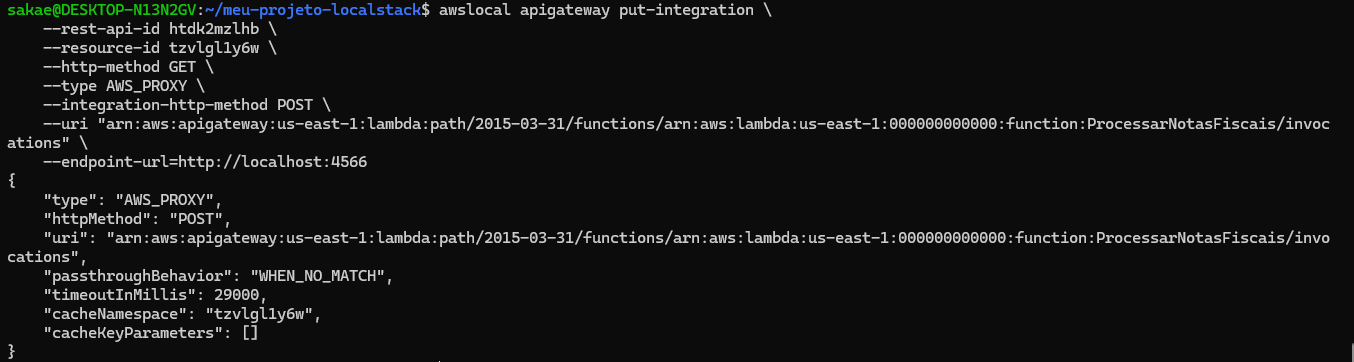 sakae@DESKTOP-N13N2GV:~/meu-projeto-localstack$ awslocal apigateway put-integration \
    --rest-api-id htdk2mzlhb \
    --resource-id tzvlgl1y6w \
    --http-method GET \
    --type AWS_PROXY \
    --integration-http-method POST \
    --uri "arn:aws:apigateway:us-east-1:lambda:path/2015-03-31/functions/arn:aws:lambda:us-east-1:000000000000:function:ProcessarNotasFiscais/invoc
ations" \
    --endpoint-url=http://localhost:4566
{
    "type": "AWS_PROXY",
    "httpMethod": "POST",
    "uri": "arn:aws:apigateway:us-east-1:lambda:path/2015-03-31/functions/arn:aws:lambda:us-east-1:000000000000:function:ProcessarNotasFiscais/invo
cations",
    "passthroughBehavior": "WHEN_NO_MATCH",
    "timeoutInMillis": 29000,
    "cacheNamespace": "tzvlgl1y6w",
    "cacheKeyParameters": []
}